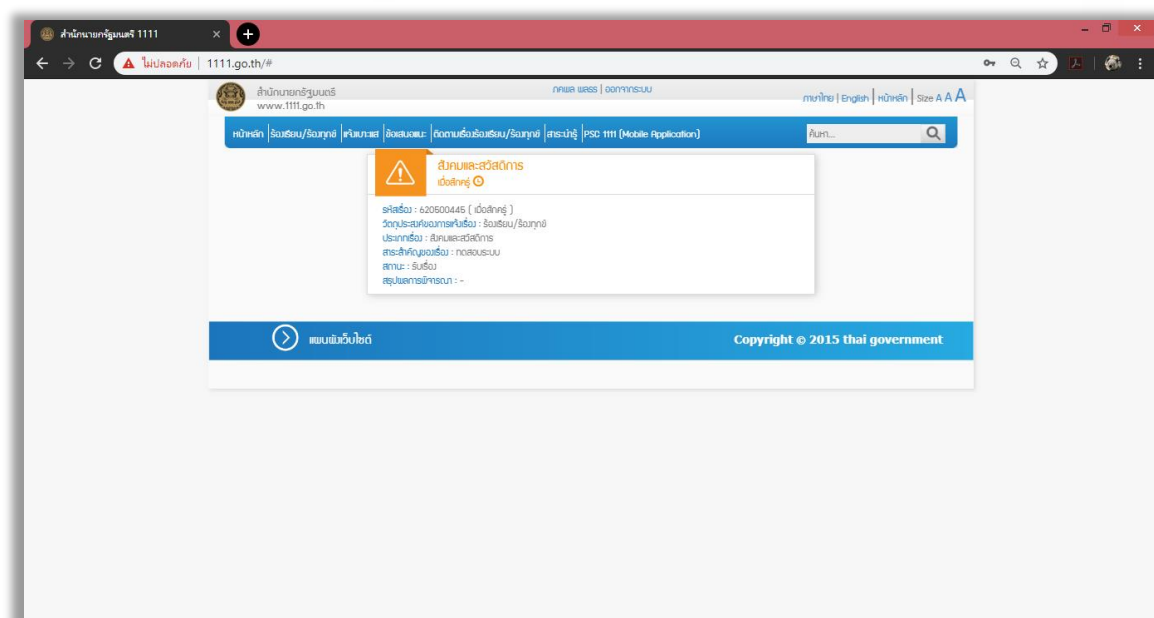 สำนักนายกรัฐมนตรี 1111
ไม่ปลอดภัย | 1111.go.th/#
สำนักนายกรัฐมนตรี
www.1111.go.th
ออกจากระบบ
ภาษาไทย | English | หน้าหลัก | Size A A A
หน้าหลัก | ร้องเรียน/ร้องทุกข์ | แจ้งเบาะแส | ข้อเสนอแนะ | ติดตามเรื่องร้องเรียน/ร้องทุกข์ | สาระน่ารู้ | PSC 1111 (Mobile Application)
ค้นหา...
สังคมและสวัสดิการ
เมื่อสักครู่
รหัสเรื่อง : 620500445 ( เมื่อสักครู่ )
วัตถุประสงค์ของการแจ้งเรื่อง : ร้องเรียน/ร้องทุกข์
ประเภทเรื่อง : สังคมและสวัสดิการ
สาระสำคัญของเรื่อง : ทดสอบระบบ
สถานะ : รับเรื่อง
สรุปผลการพิจารณา : -
แผนผังเว็บไซต์
Copyright © 2015 thai government